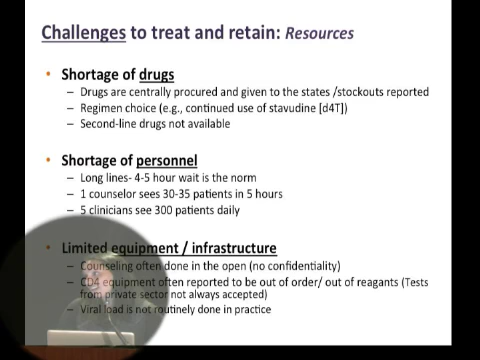 Challenges to treat and retain: Resources
• Shortage of drugs
– Drugs are centrally procured and given to the states /stockouts reported
– Regimen choice (e.g., continued use of stavudine [d4T])
– Second-line drugs not available
• Shortage of personnel
– Long lines- 4-5 hour wait is the norm
– 1 counselor sees 30-35 patients in 5 hours
– 5 clinicians see 300 patients daily
• Limited equipment / infrastructure
– Counseling often done in the open (no confidentiality)
– CD4 equipment often reported to be out of order/ out of reagants (Tests
from private sector not always accepted)
– Viral load is not routinely done in practice